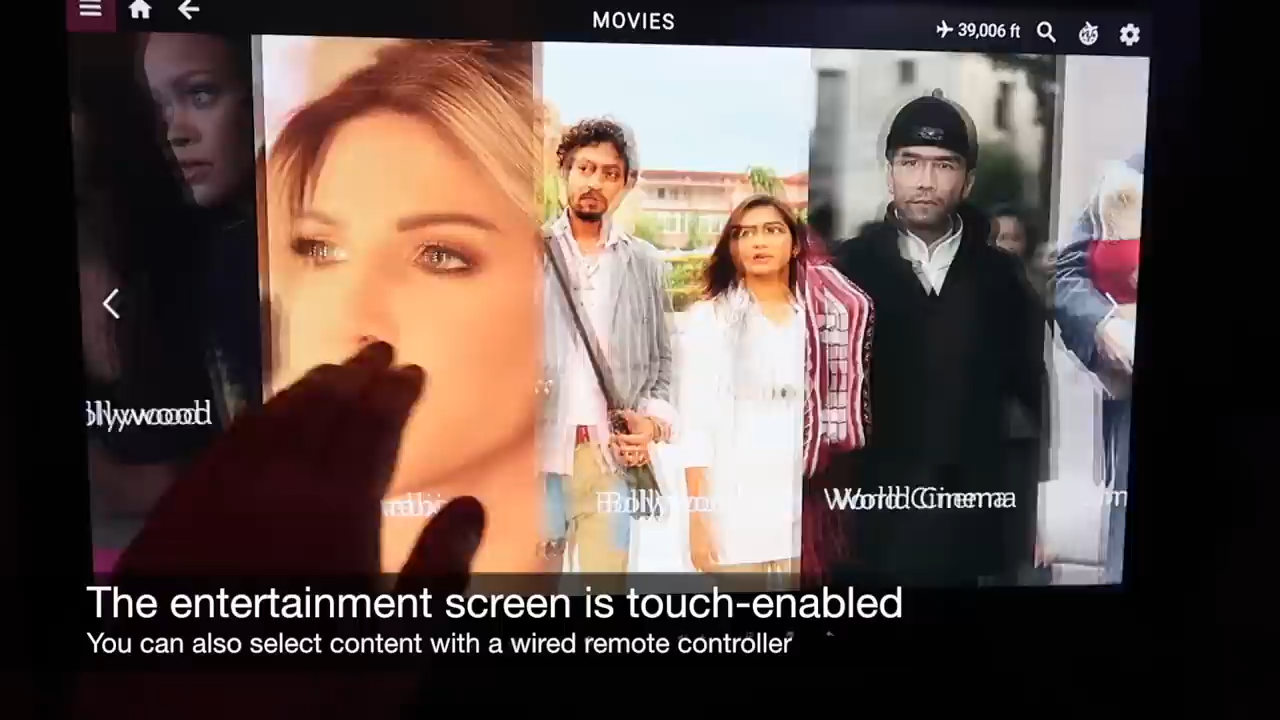 MOVIES
39,006 ft
Bollywood
World Cinema
The entertainment screen is touch-enabled
You can also select content with a wired remote controller